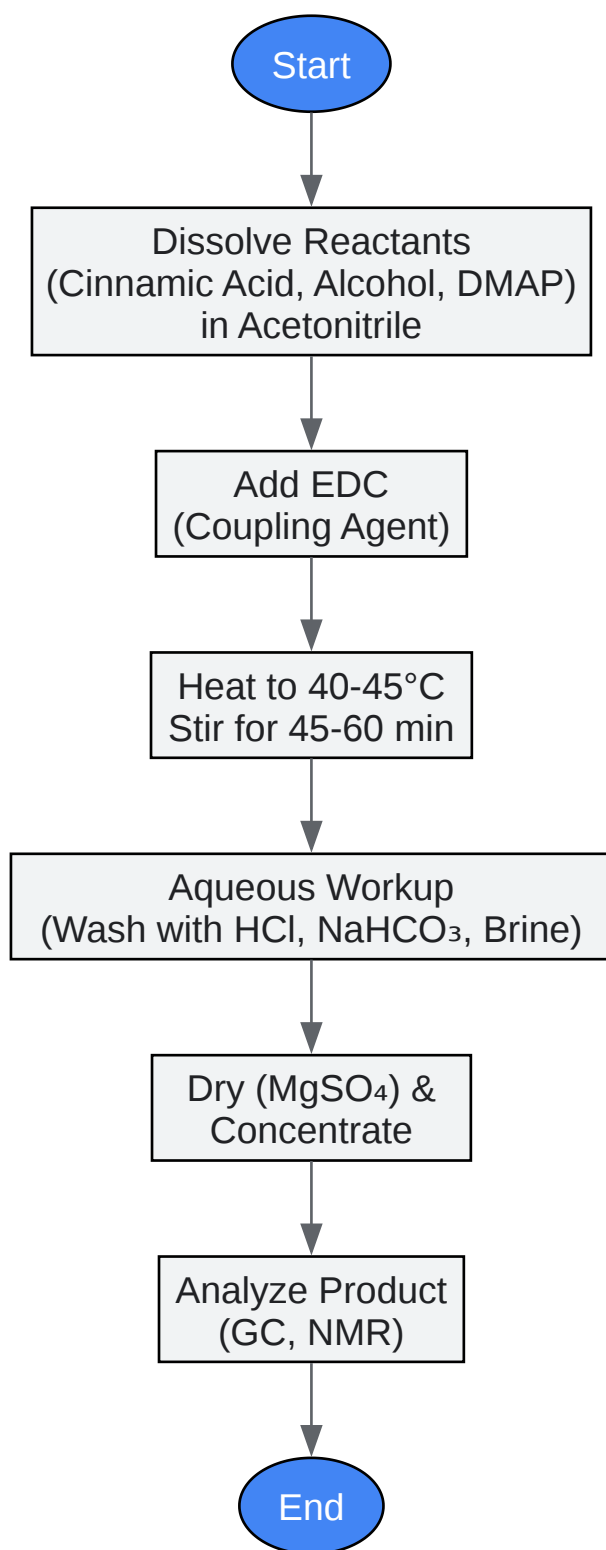 Start
Dissolve Reactants
(Cinnamic Acid, Alcohol, DMAP)
in Acetonitrile
Add EDC
(Coupling Agent)
Heat to 40-45°C
Stir for 45-60 min
Aqueous Workup
(Wash with HCl, NaHCO₃, Brine)
Dry (MgSO₄) &
Concentrate
Analyze Product
(GC, NMR)
End